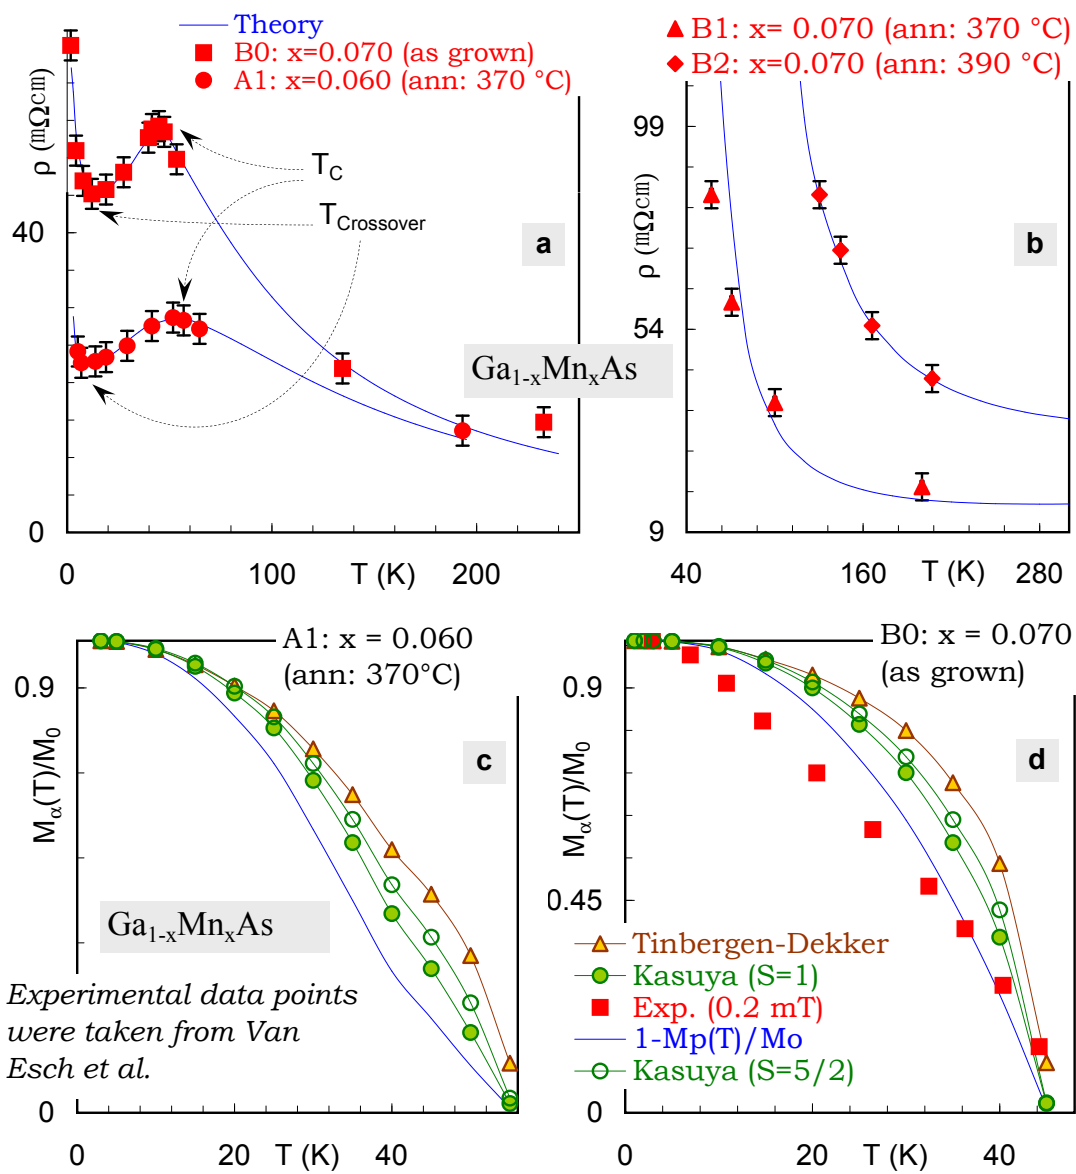 Theory
B0: x=0.070 (as grown)
A1: x=0.060 (ann: 370 °C)
ρ (mΩcm)
40
0
T_C
T_Crossover
a
0
100
200
T (K)
B1: x= 0.070 (ann: 370 °C)
B2: x=0.070 (ann: 390 °C)
ρ (mΩcm)
99
54
9
b
40
160
280
T (K)
Ga1-xMnxAs
A1: x = 0.060
(ann: 370°C)
Mα(T)/M0
0.9
0
c
Ga1-xMnxAs
Experimental data points
were taken from Van
Esch et al.
0
20
T (K)
40
B0: x = 0.070
(as grown)
Mα(T)/M0
0.9
0.45
0
d
Tinbergen-Dekker
Kasuya (S=1)
Exp. (0.2 mT)
1-Mp(T)/Mo
Kasuya (S=5/2)
0
20
T (K)
40